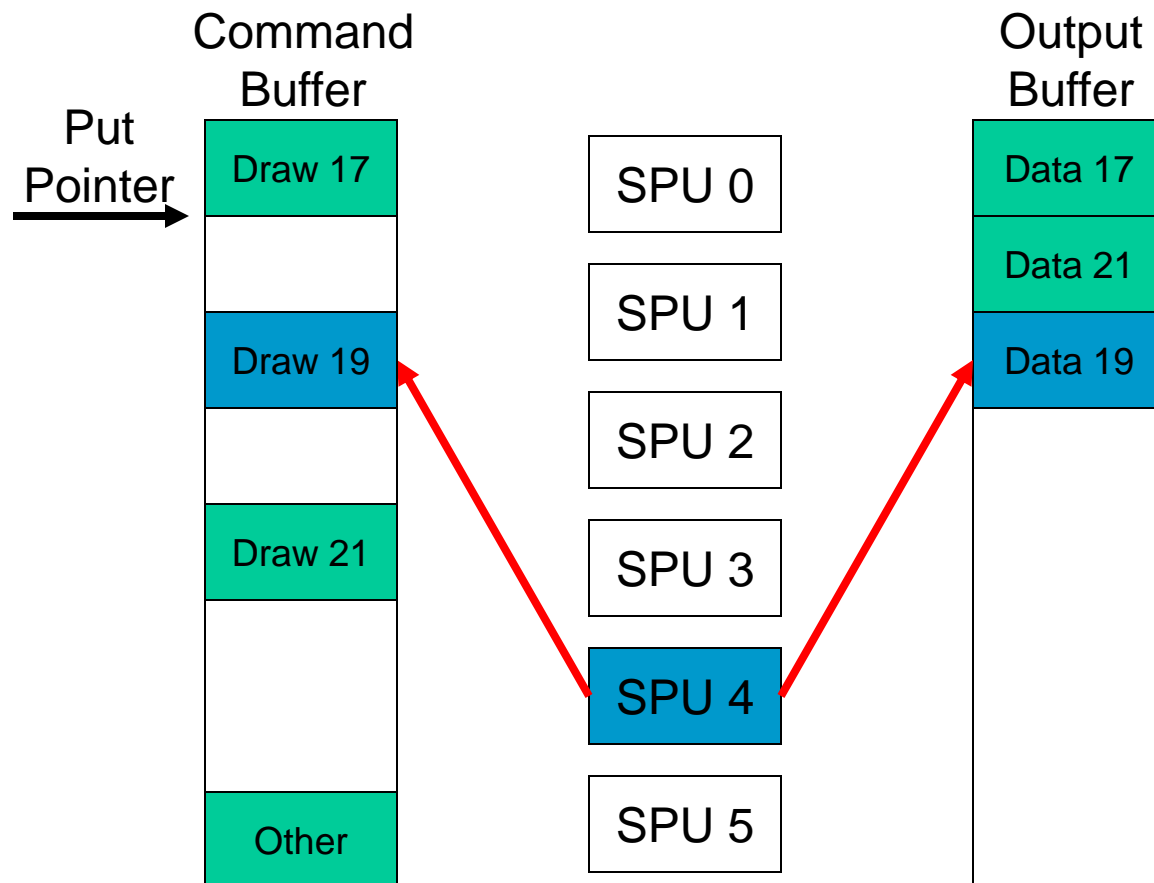 Command
Buffer
Put
Pointer
Draw 17
Draw 19
Draw 21
Other
SPU 0
SPU 1
SPU 2
SPU 3
SPU 4
SPU 5
Output
Buffer
Data 17
Data 21
Data 19